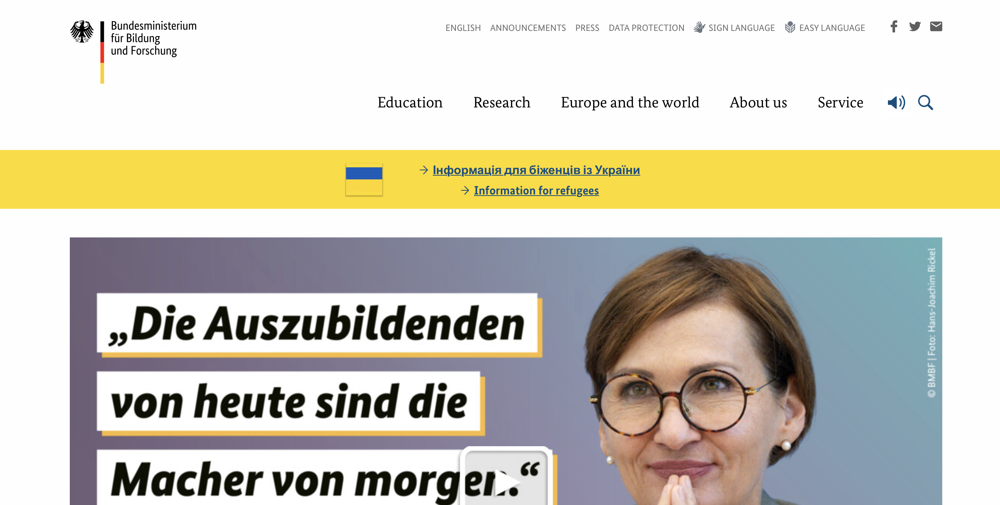 Bundesministerium
für Bildung
und Forschung
ENGLISH ANNOUNCEMENTS PRESS DATA PROTECTION SIGN LANGUAGE EASY LANGUAGE
Education Research Europe and the world About us Service
Інформація для біженців із України
Information for refugees
„Die Auszubildenden
von heute sind die
Macher von morgen.“
© BMBF | Foto: Hans-Joachim Rickel